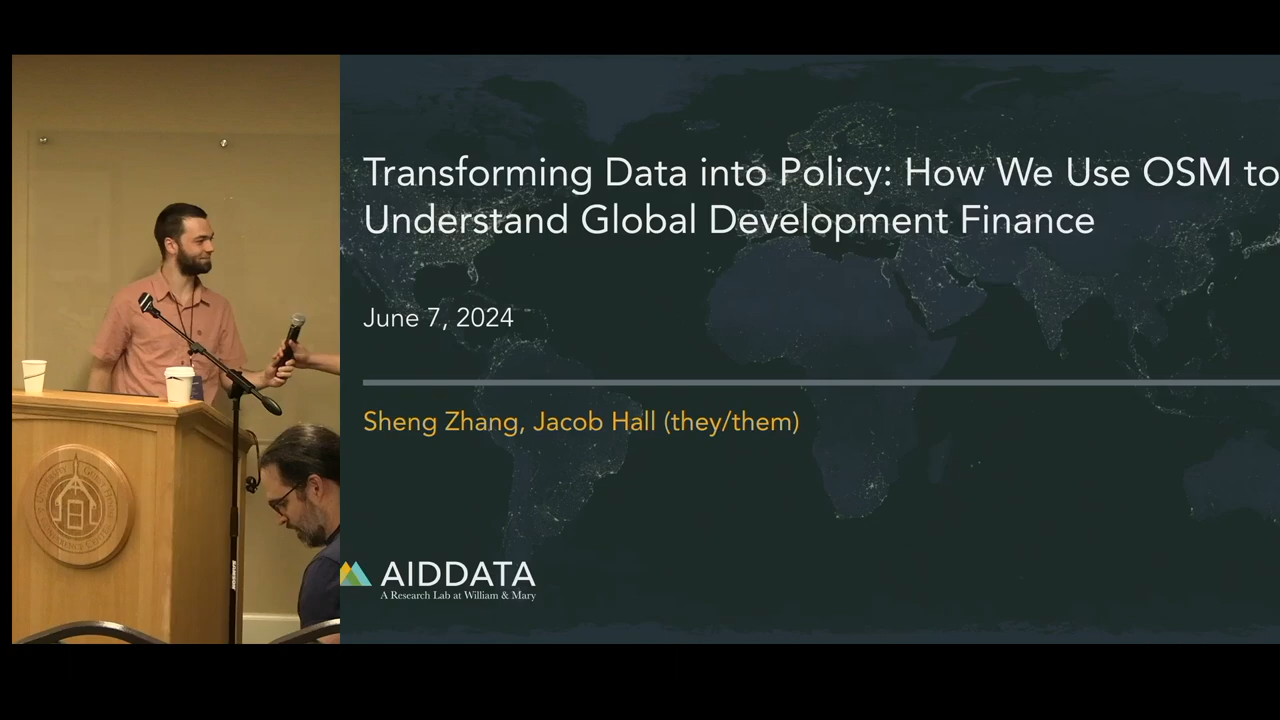 Transforming Data into Policy: How We Use OSM to
Understand Global Development Finance
June 7, 2024
Sheng Zhang, Jacob Hall (they/them)
AIDDATA
A Research Lab at William & Mary
SAMSON